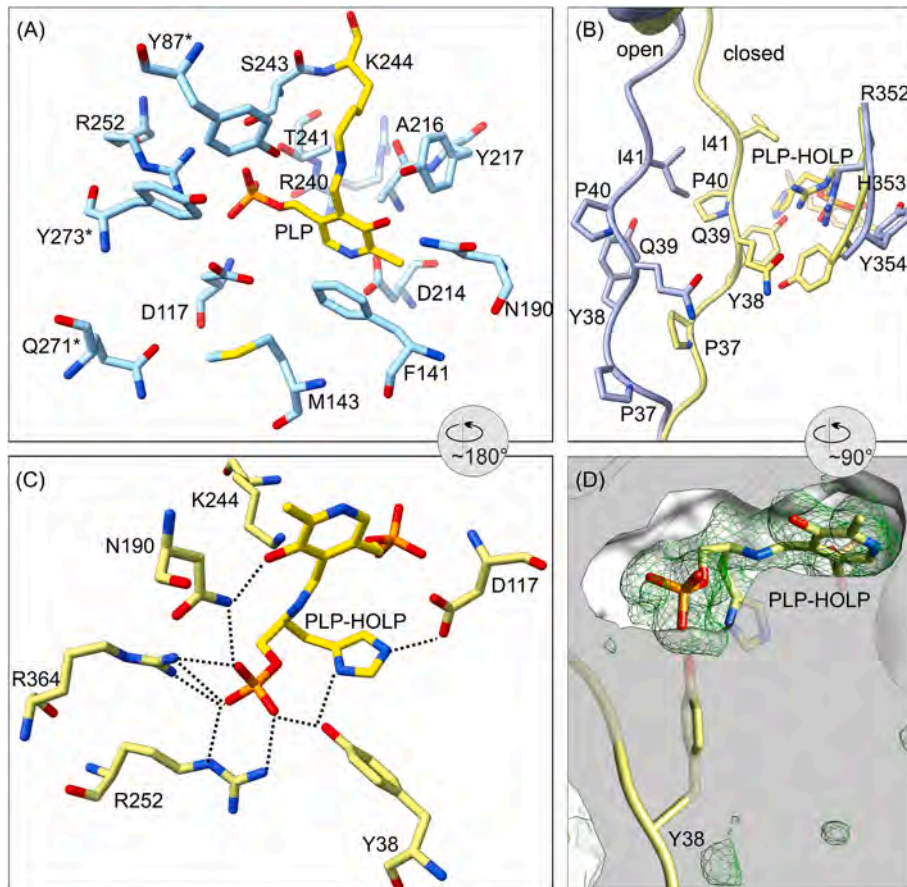 (A)
Y87*
S243
K244
R252
T241
A216
Y217
R240
Y273*
PLP
D117
D214
N190
Q271*
F141
M143
(B)
open
closed
R352
I41
I41
PLP-HOLP
P40
P40
H353
Q39
Q39
Y354
Y38
Y38
P37
P37
~180°
~90°
(C)
K244
N190
D117
PLP-HOLP
R364
R252
Y38
(D)
PLP-HOLP
Y38